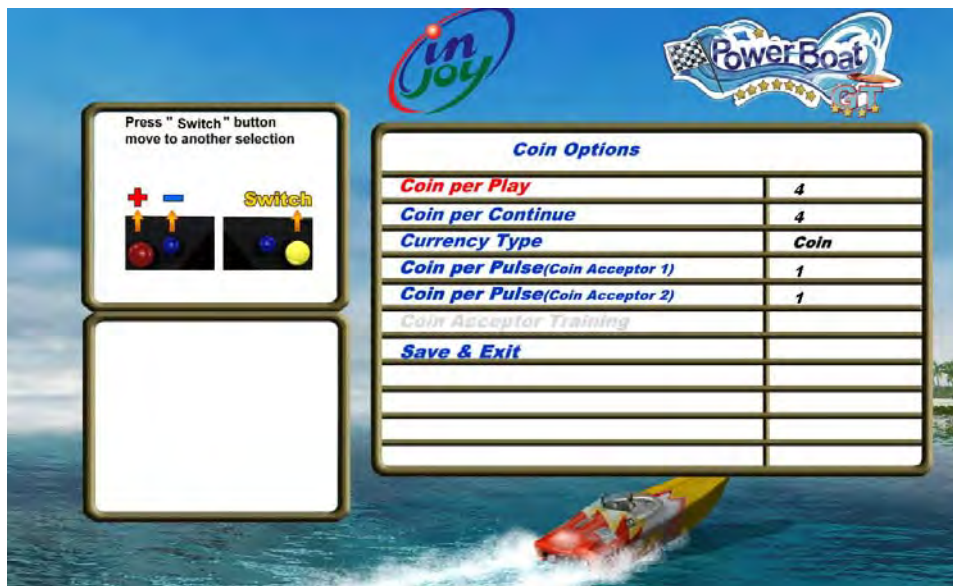 in
joy
Power Boat
GT
Press " Switch " button
move to another selection
+ − Switch
Coin Options
Coin per Play 4
Coin per Continue 4
Currency Type Coin
Coin per Pulse(Coin Acceptor 1) 1
Coin per Pulse(Coin Acceptor 2) 1
Coin Acceptor Training
Save & Exit